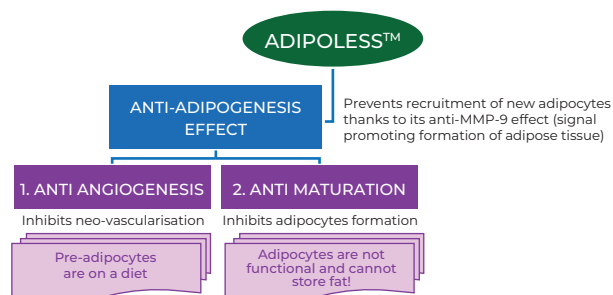 ADIPOLESS™
ANTI-ADIPOGENESIS
EFFECT
Prevents recruitment of new adipocytes
thanks to its anti-MMP-9 effect (signal
promoting formation of adipose tissue)
1. ANTI ANGIOGENESIS
2. ANTI MATURATION
Inhibits neo-vascularisation
Inhibits adipocytes formation
Pre-adipocytes
are on a diet
Adipocytes are not
functional and cannot
store fat!